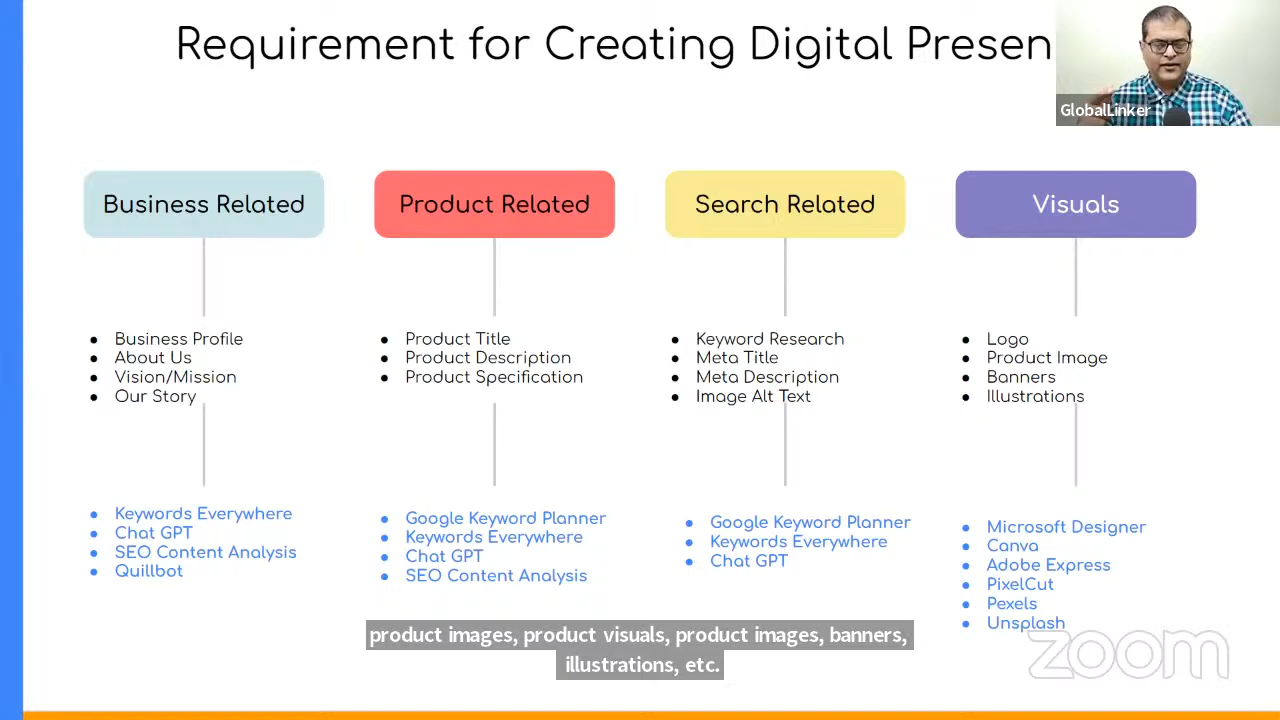 Requirement for Creating Digital Presen
GlobalLinker
Business Related
Product Related
Search Related
Visuals
● Business Profile
● About Us
● Vision/Mission
● Our Story
● Product Title
● Product Description
● Product Specification
● Keyword Research
● Meta Title
● Meta Description
● Image Alt Text
● Logo
● Product Image
● Banners
● Illustrations
● Keywords Everywhere
● Chat GPT
● SEO Content Analysis
● Quillbot
● Google Keyword Planner
● Keywords Everywhere
● Chat GPT
● SEO Content Analysis
● Google Keyword Planner
● Keywords Everywhere
● Chat GPT
● Microsoft Designer
● Canva
● Adobe Express
● PixelCut
● Pexels
● Unsplash
product images, product visuals, product images, banners,
illustrations, etc.
zoom